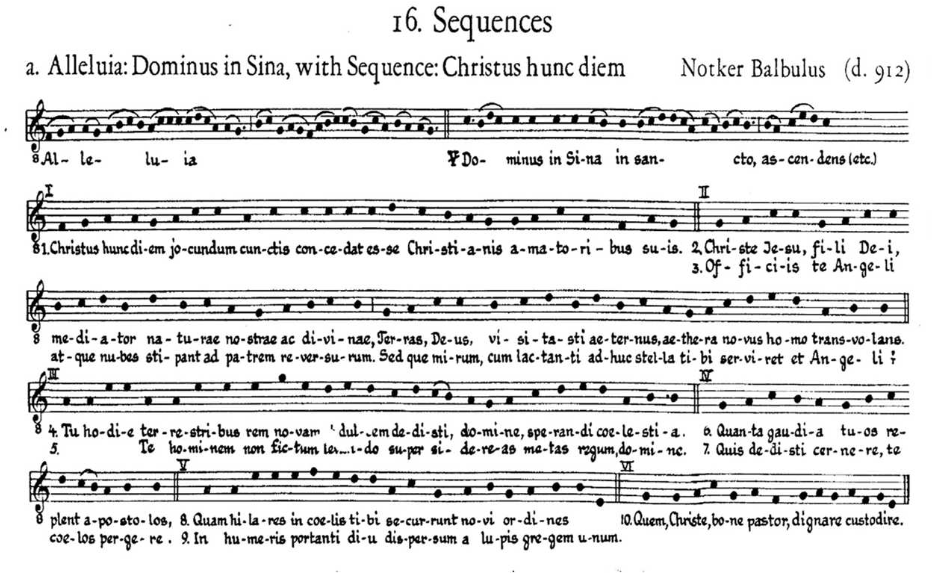 16. Sequences
a. Alleluia: Dominus in Sina, with Sequence: Christus hunc diem Notker Balbulus (d. 912)
8 Al- le- lu- ia ℣ Do- minus in Si-na in san- cto, as-cen-dens (etc.)
I II
8 1. Christus hunc di-em jo-cundum cun-ctis con-ce-dat es-se Chri-sti-a-nis a-ma-to-ri-bus su-is. 2. Chri-ste Je-su, fi-li De-i,
3. Of-fi-ci-is te An-ge-li
8 me-di-a-tor na-tu-rae no-strae ac di-vi-nae, Ter-ras, De-us, vi-si-ta-sti ae-ter-nus, ae-the-ra no-vus ho-mo trans-vo-lans.
at-que nu-bes sti-pant ad pa-trem re-ver-su-rum. Sed que mi-rum, cum lac-tan-ti ad-huc stel-la ti-bi ser-vi-ret et An-ge-li?
III IV
8 4. Tu ho-di-e ter-re-stri-bus rem no-vam dul- em de-di-sti, do-mi-ne, spe-ran-di coe-le-sti-a. 6. Quan-ta gau-di-a tu-os re-
5. Te ho-mi-nem non fic-tum do su-per si-de-re-as me-tas regum, do-mi-ne. 7. Quis de-di-sti cer-ne-re, te
V VI
8 plent a-po-sto-los, 8. Quam hi-la-res in coe-lis ti-bi se-cur-runt no-vi or-di-nes 10. Quem, Christe, bo-ne pastor, dignare custodire.
coe-los per-ge-re. 9. In hu-me-ris portanti di-u dis-per-sum a lu-pis gre-gem u-num.